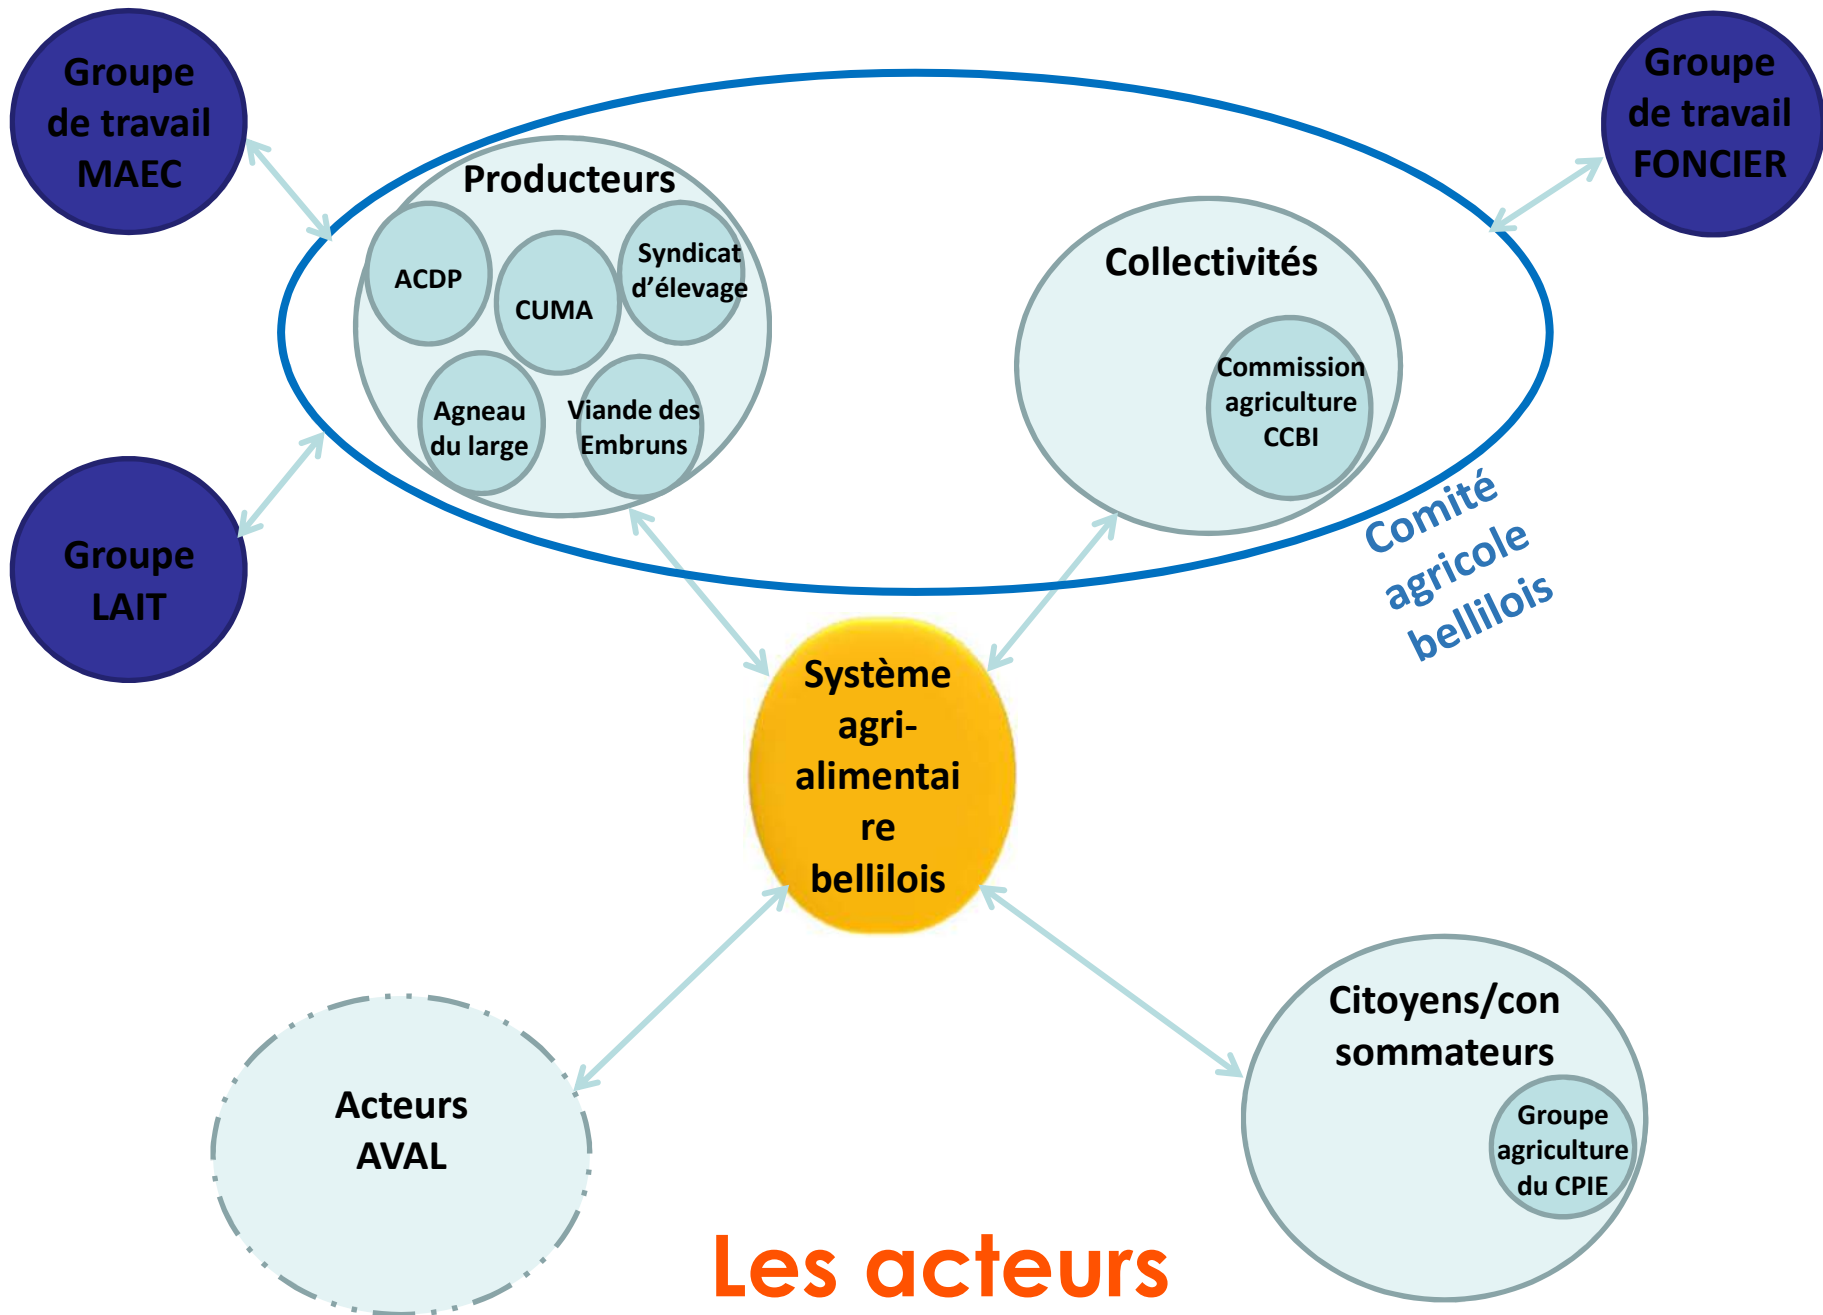 Groupe
de travail
MAEC
Groupe
de travail
FONCIER
Producteurs
ACDP
CUMA
Syndicat
d’élevage
Agneau
du large
Viande des
Embruns
Collectivités
Commission
agriculture
CCBI
Comité
agricole
bellilois
Groupe
LAIT
Système
agri-
alimentai
re
bellilois
Acteurs
AVAL
Citoyens/con
sommateurs
Groupe
agriculture
du CPIE
Les acteurs